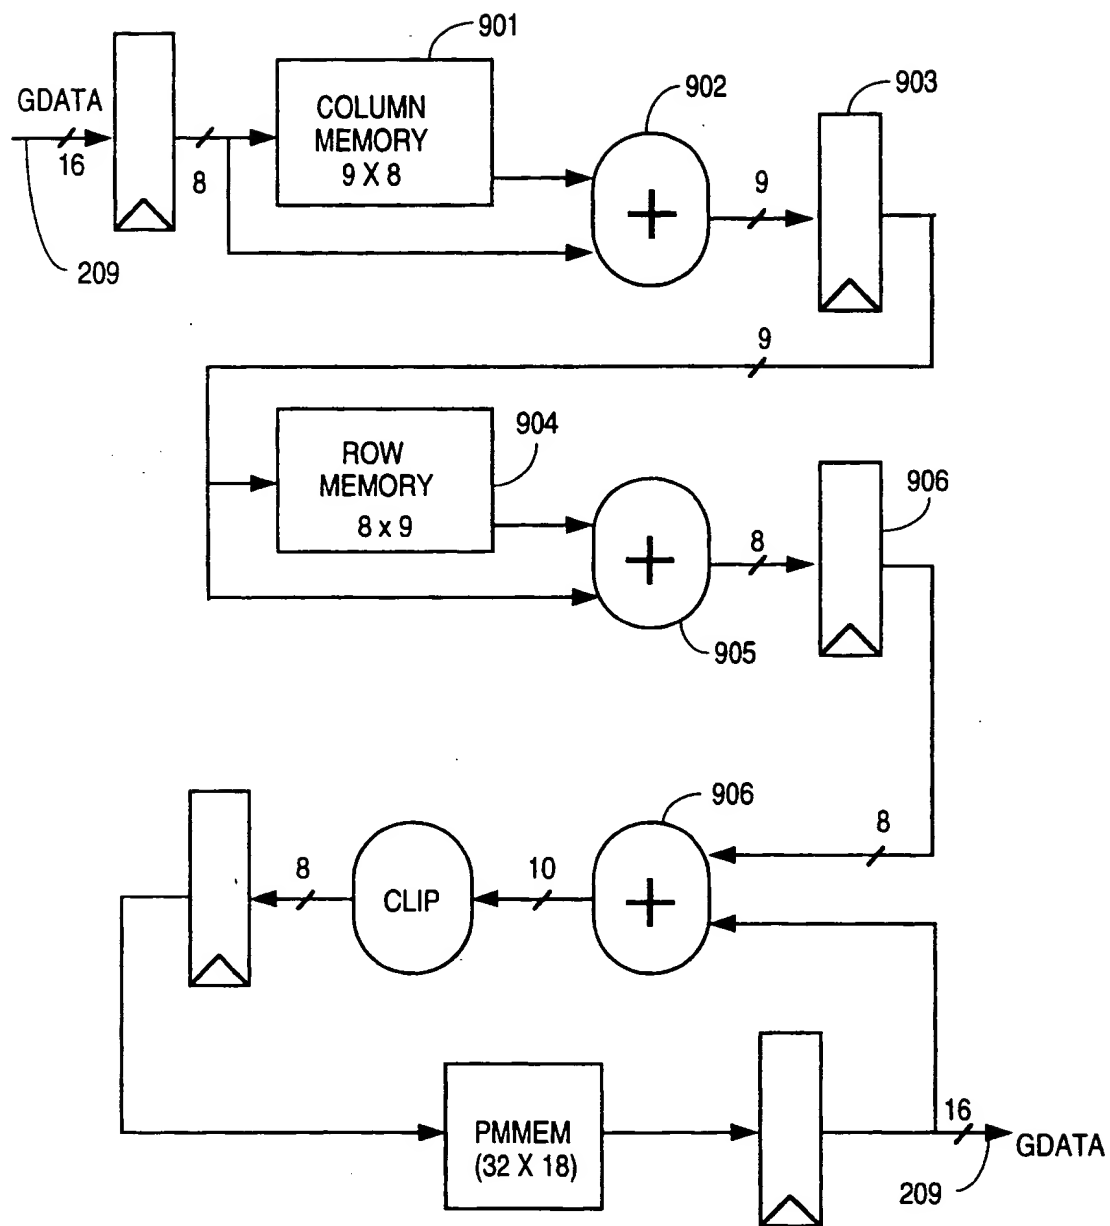 901
902
903
GDATA
COLUMN
MEMORY
9 X 8
16
8
9
+
209
9
904
ROW
MEMORY
8 x 9
906
8
+
905
906
8
8
10
CLIP
+
PMMEM
(32 X 18)
16
GDATA
209